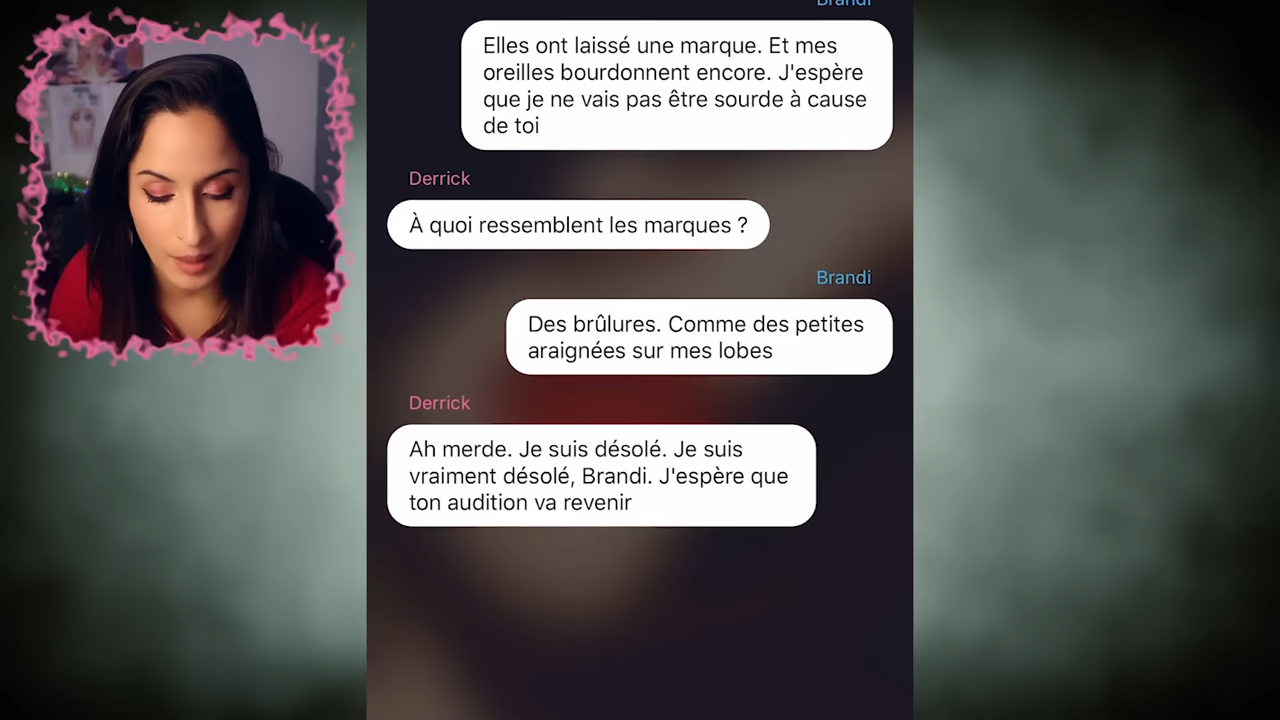 Brandi
Elles ont laissé une marque. Et mes
oreilles bourdonnent encore. J'espère
que je ne vais pas être sourde à cause
de toi
Derrick
À quoi ressemblent les marques ?
Brandi
Des brûlures. Comme des petites
araignées sur mes lobes
Derrick
Ah merde. Je suis désolé. Je suis
vraiment désolé, Brandi. J'espère que
ton audition va revenir